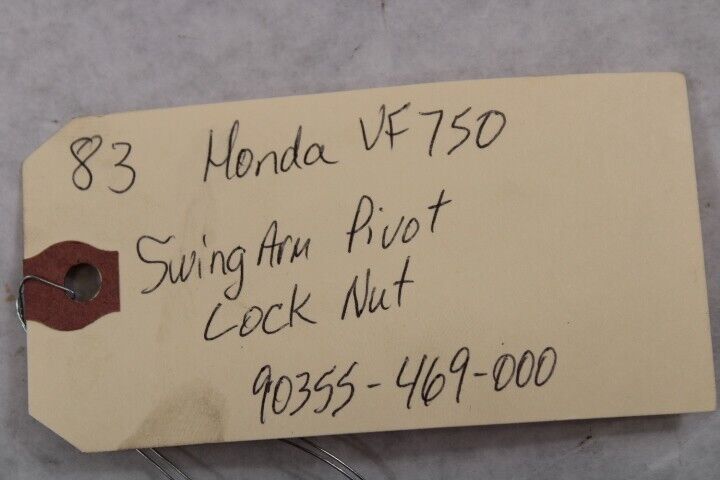 83 Honda VF750
Swing Arm Pivot
Lock Nut
90355-469-000